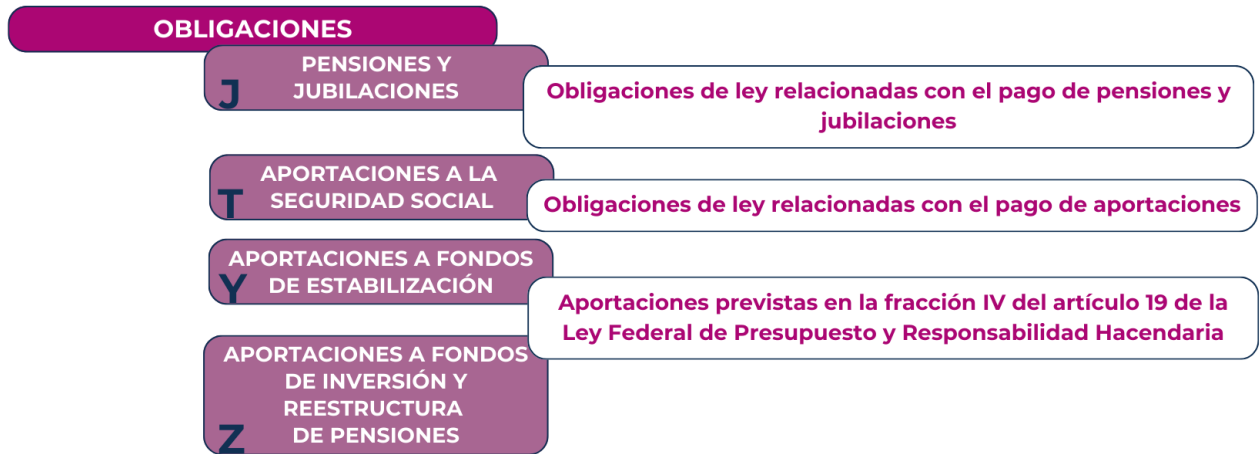 OBLIGACIONES
PENSIONES Y
JUBILACIONES
J
Obligaciones de ley relacionadas con el pago de pensiones y
jubilaciones
APORTACIONES A LA
SEGURIDAD SOCIAL
T
Obligaciones de ley relacionadas con el pago de aportaciones
APORTACIONES A FONDOS
DE ESTABILIZACIÓN
Y
Aportaciones previstas en la fracción IV del artículo 19 de la
Ley Federal de Presupuesto y Responsabilidad Hacendaria
APORTACIONES A FONDOS
DE INVERSIÓN Y
REESTRUCTURA
DE PENSIONES
Z